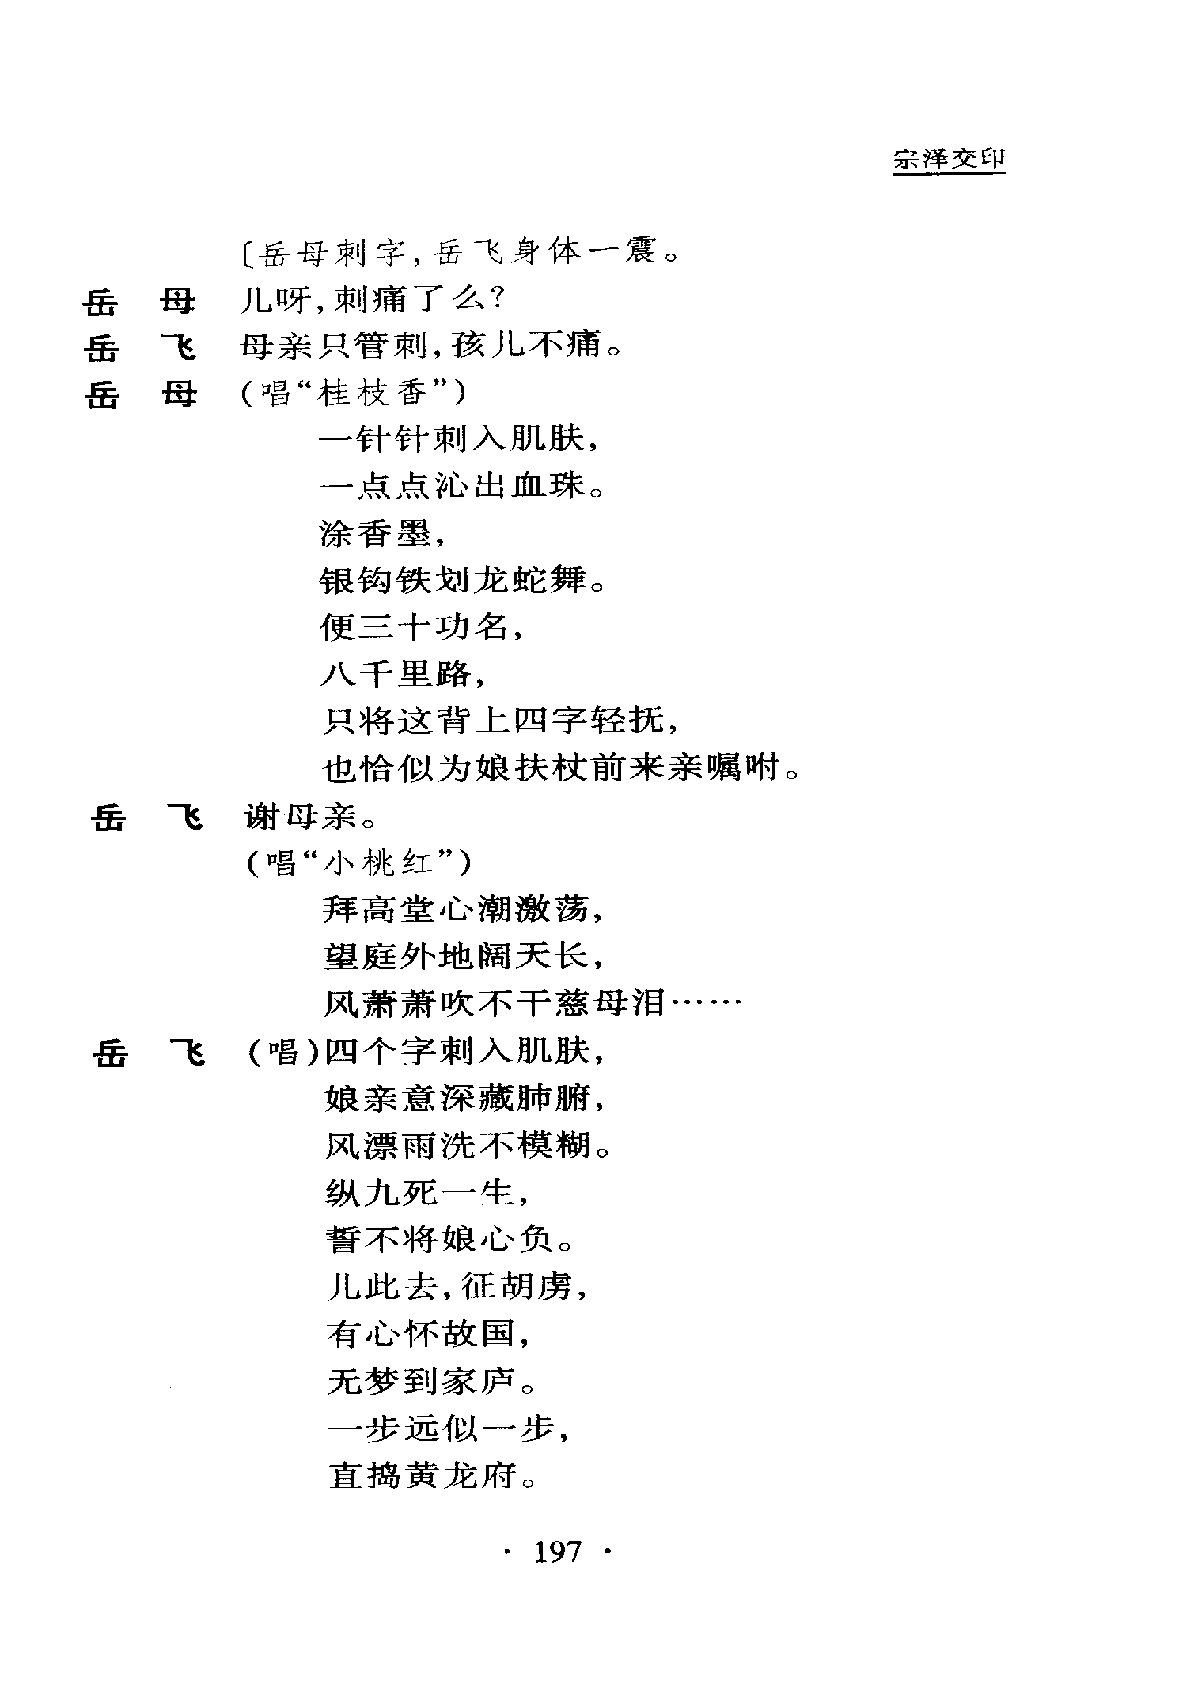 宗泽交印
〔岳母刺字,岳飞身体一震。
岳 母 儿呀,刺痛了么?
岳 飞 母亲只管刺,孩儿不痛。
岳 母 (唱“桂枝香”)
一针针刺入肌肤,
一点点沁出血珠。
涂香墨,
银钩铁划龙蛇舞。
便三十功名,
八千里路,
只将这背上四字轻抚,
也恰似为娘扶杖前来亲嘱咐。
岳 飞 谢母亲。
(唱“小桃红”)
拜高堂心潮激荡,
望庭外地阔天长,
风萧萧吹不干慈母泪……
岳 飞 (唱)四个字刺入肌肤,
娘亲意深藏肺腑,
风漂雨洗不模糊。
纵九死一生,
誓不将娘心负。
儿此去,征胡虏,
有心怀故国,
无梦到家庐。
一步远似一步,
直捣黄龙府。
· 197 ·